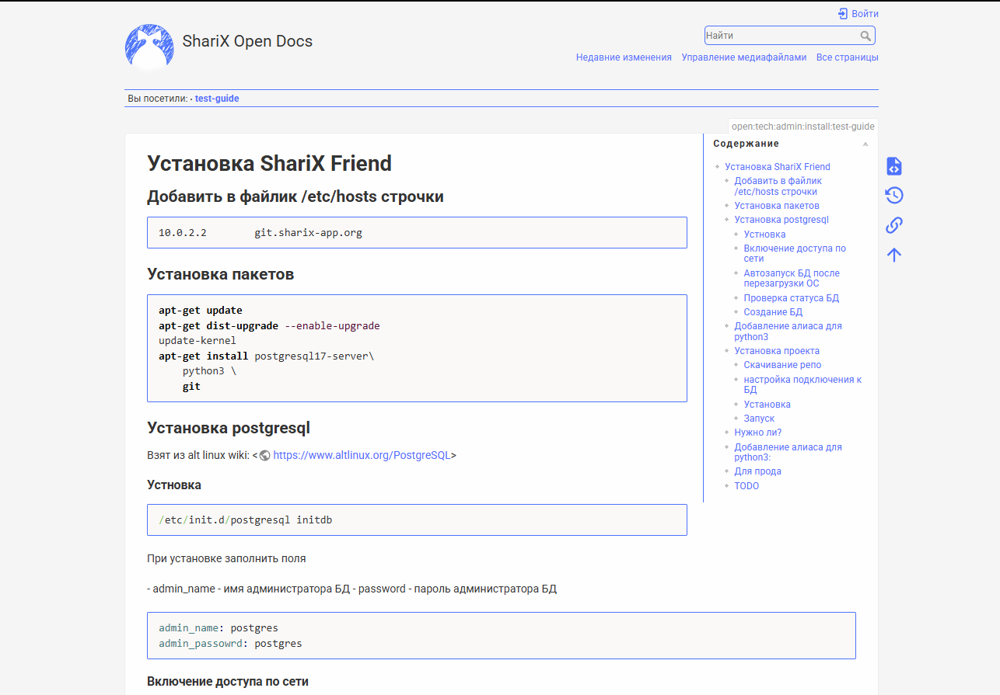 Войти
ShariX Open Docs
Найти
Недавние изменения Управление медиафайлами Все страницы
Вы посетили: · test-guide
open:tech:admin:install:test-guide
Установка ShariX Friend
Добавить в файлик /etc/hosts строчки
10.0.2.2        git.sharix-app.org
Установка пакетов
apt-get update
apt-get dist-upgrade --enable-upgrade
update-kernel
apt-get install postgresql17-server\
    python3 \
    git
Установка postgresql
Взят из alt linux wiki: <https://www.altlinux.org/PostgreSQL>
Устновка
/etc/init.d/postgresql initdb
При установке заполнить поля
- admin_name - имя администратора БД - password - пароль администратора БД
admin_name: postgres
admin_passowrd: postgres
Включение доступа по сети
Содержание
Установка ShariX Friend
Добавить в файлик
/etc/hosts строчки
Установка пакетов
Установка postgresql
Устновка
Включение доступа по
сети
Автозапуск БД после
перезагрузки ОС
Проверка статуса БД
Создание БД
Добавление алиаса для
python3
Установка проекта
Скачивание репо
настройка подключения к
БД
Установка
Запуск
Нужно ли?
Добавление алиаса для
python3:
Для прода
TODO